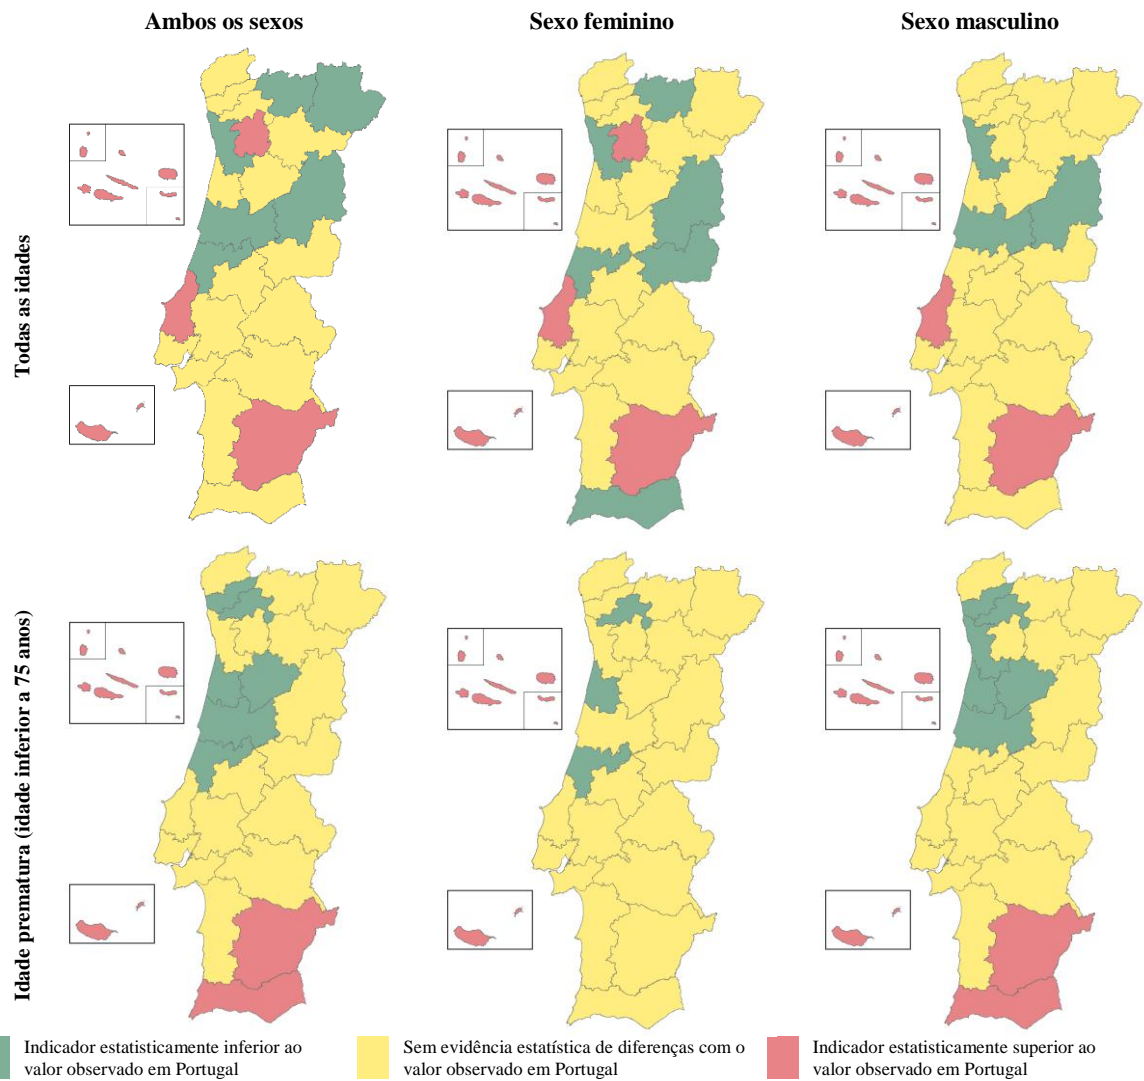 Ambos os sexos
Sexo feminino
Sexo masculino
Todas as idades
Idade prematura (idade inferior a 75 anos)
Indicador estatisticamente inferior ao
valor observado em Portugal
Sem evidência estatística de diferenças com o
valor observado em Portugal
Indicador estatisticamente superior ao
valor observado em Portugal